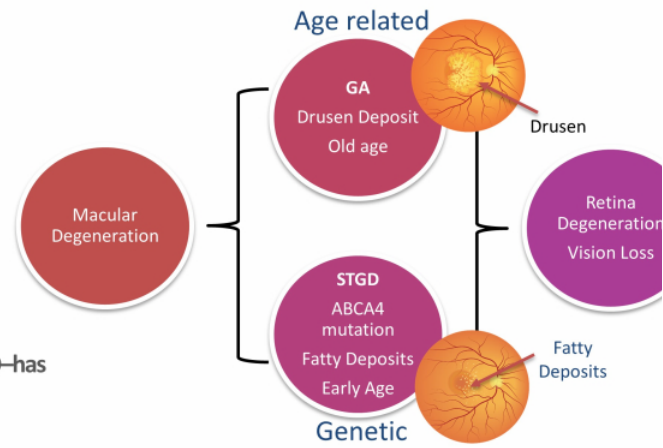 Age related
GA
Drusen Deposit
Old age
Drusen
Macular
Degeneration
Retina
Degeneration
Vision Loss
STGD
ABCA4
mutation
Fatty Deposits
Early Age
Fatty
Deposits
-has
Genetic